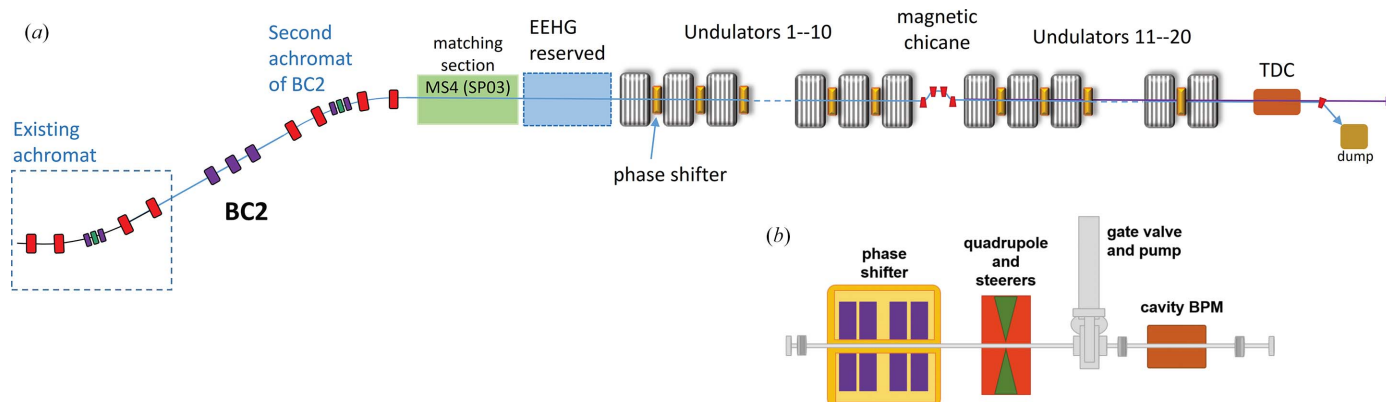 (a)
Existing
achromat
BC2
Second
achromat
of BC2
matching
section
MS4 (SP03)
EEHG
reserved
Undulators 1--10
phase shifter
magnetic
chicane
Undulators 11--20
TDC
dump
(b)
phase
shifter
quadrupole
and
steerers
gate valve
and pump
cavity BPM